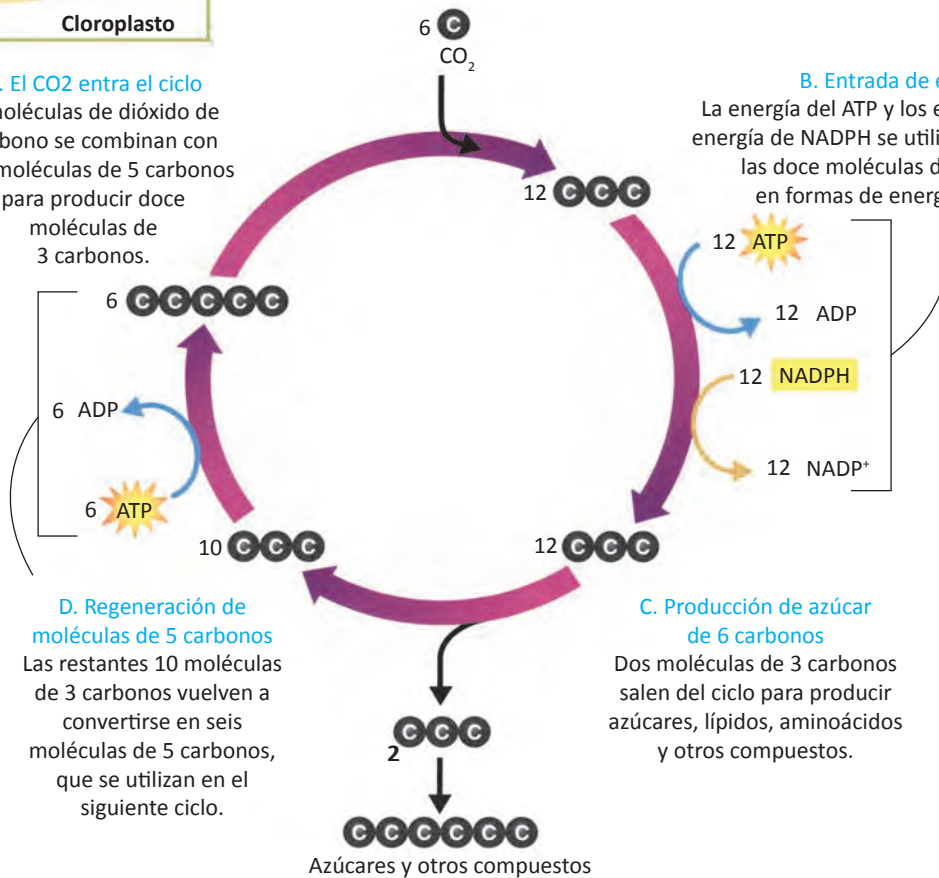 Cloroplasto
6 C
CO2
. El CO2 entra el ciclo
moléculas de dióxido de
bono se combinan con
moléculas de 5 carbonos
para producir doce
moléculas de
3 carbonos.
B. Entrada de e
La energía del ATP y los e
energía de NADPH se utili
las doce moléculas d
en formas de energ
12 C C C
12 ATP
12 ADP
12 NADPH
12 NADP+
6 C C C C C
6 ADP
6 ATP
10 C C C
12 C C C
D. Regeneración de
moléculas de 5 carbonos
Las restantes 10 moléculas
de 3 carbonos vuelven a
convertirse en seis
moléculas de 5 carbonos,
que se utilizan en el
siguiente ciclo.
C. Producción de azúcar
de 6 carbonos
Dos moléculas de 3 carbonos
salen del ciclo para producir
azúcares, lípidos, aminoácidos
y otros compuestos.
2 C C C
C C C C C C
Azúcares y otros compuestos